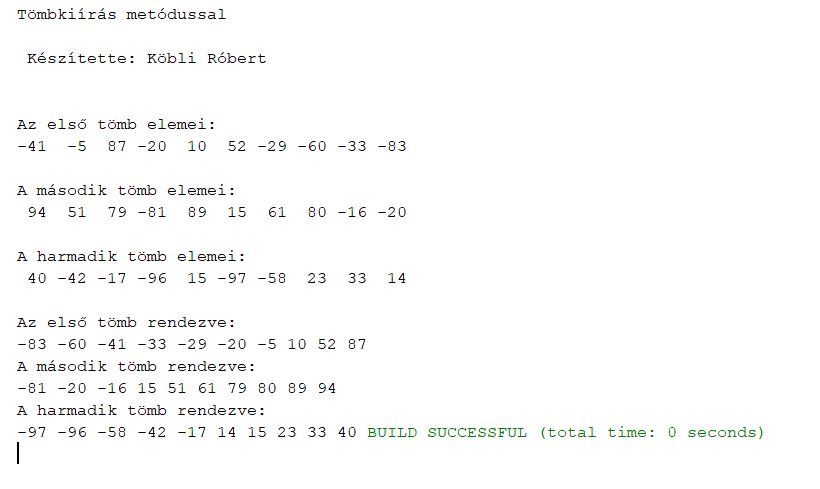 Tömbkiírás metódussal
Készítette: Köbli Róbert
Az első tömb elemei:
-41  -5  87 -20  10  52 -29 -60 -33 -83
A második tömb elemei:
94  51  79 -81  89  15  61  80 -16 -20
A harmadik tömb elemei:
40 -42 -17 -96  15 -97 -58  23  33  14
Az első tömb rendezve:
-83 -60 -41 -33 -29 -20 -5 10 52 87
A második tömb rendezve:
-81 -20 -16 15 51 61 79 80 89 94
A harmadik tömb rendezve:
-97 -96 -58 -42 -17 14 15 23 33 40 BUILD SUCCESSFUL (total time: 0 seconds)